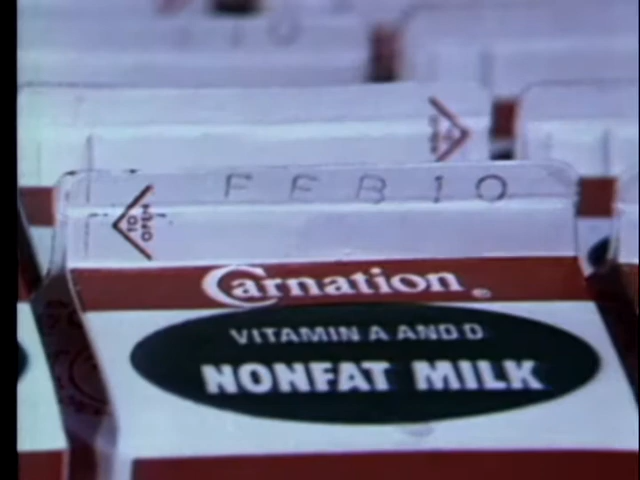 FEB 10
TO
OPEN
Carnation®
VITAMIN A AND D
NONFAT MILK